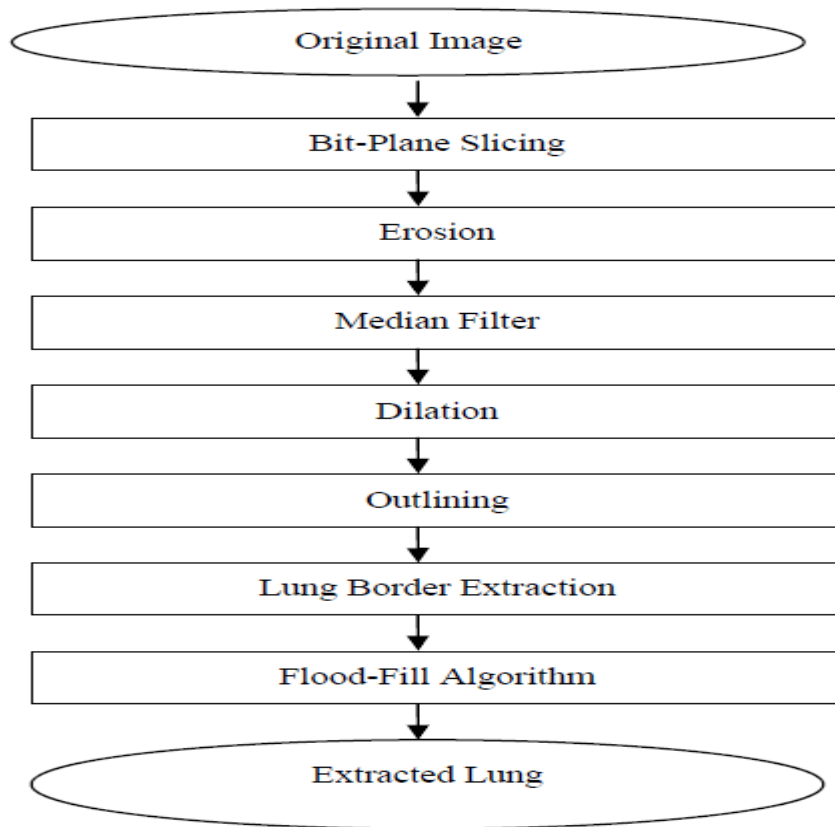 Original Image
Bit-Plane Slicing
Erosion
Median Filter
Dilation
Outlining
Lung Border Extraction
Flood-Fill Algorithm
Extracted Lung